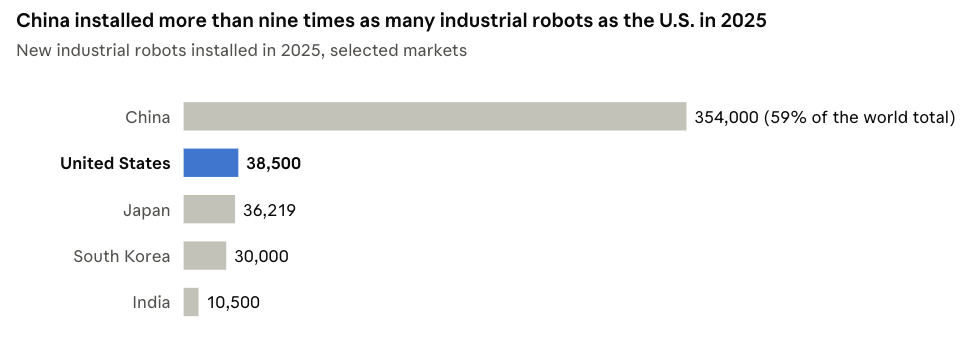 China installed more than nine times as many industrial robots as the U.S. in 2025
New industrial robots installed in 2025, selected markets
China 354,000 (59% of the world total)
United States 38,500
Japan 36,219
South Korea 30,000
India 10,500